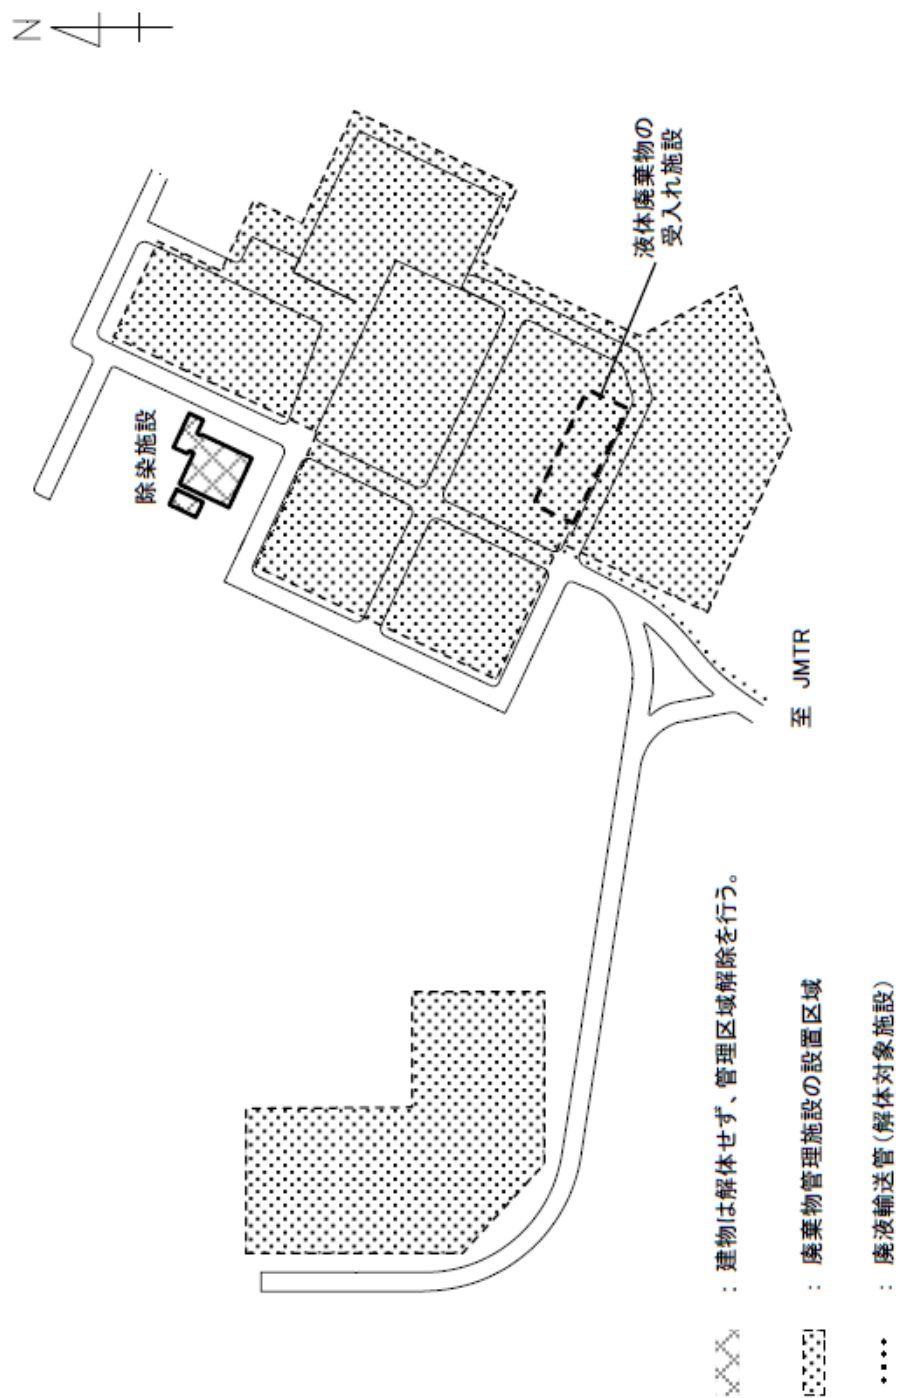 N
除染施設
液体廃棄物の
受入れ施設
至 JMTR
：建物は解体せず、管理区域解除を行う。
：廃棄物管理施設の設置区域
：廃液輸送管（解体対象施設）